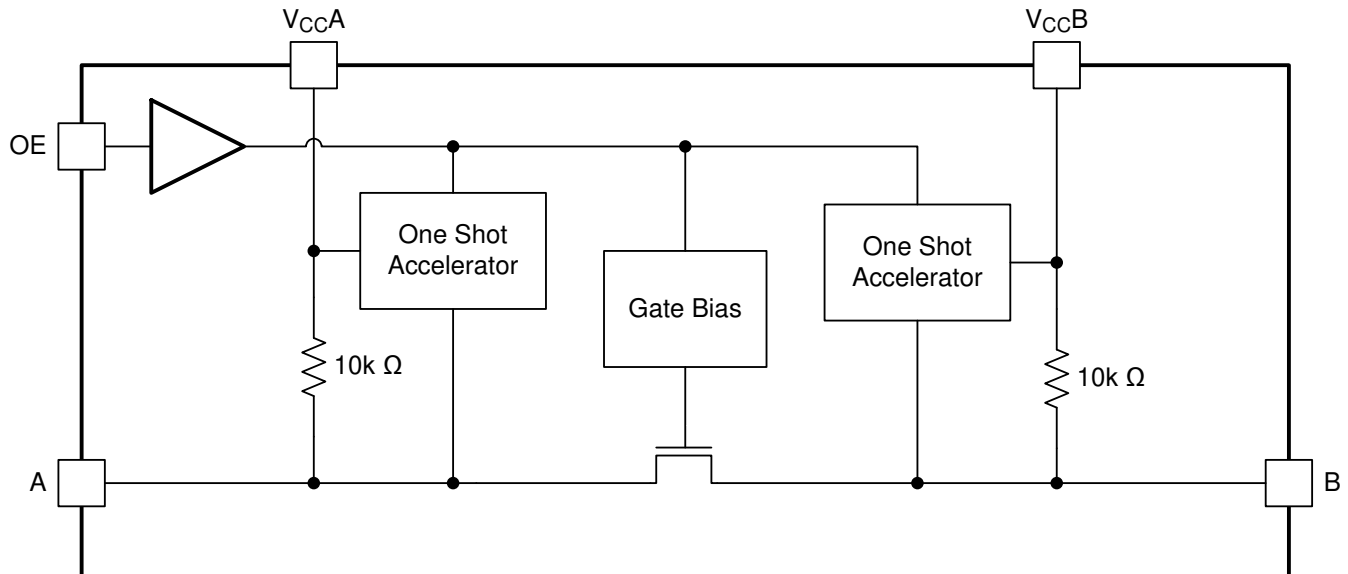 VCCA
VCCB
OE
One Shot
Accelerator
One Shot
Accelerator
Gate Bias
10k Ω
10k Ω
A
B